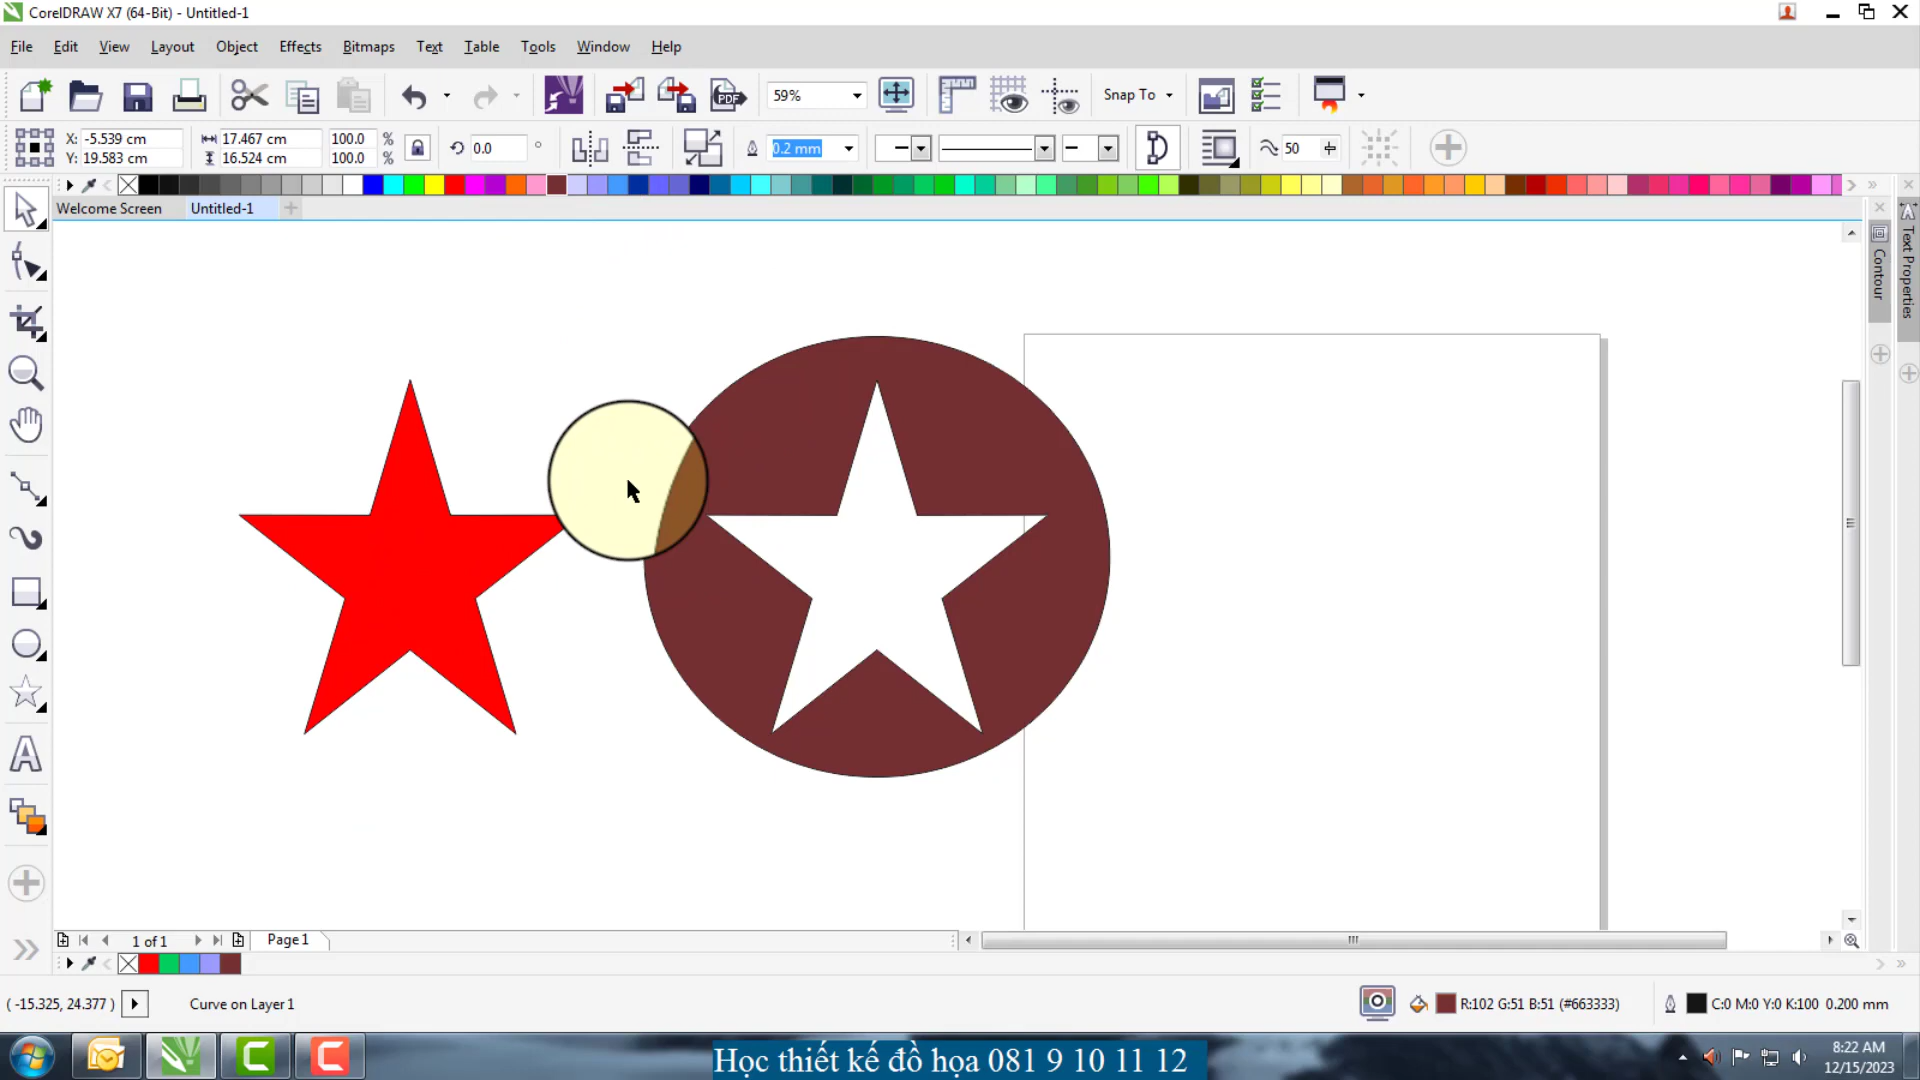 CorelDRAW X7 (64-Bit) - Untitled-1
File Edit View Layout Object Effects Bitmaps Text Table Tools Window Help
PDF 59% Snap To
X: -5.539 cm 17.467 cm 100.0 % 0.0 ° 0.2 mm 50
Y: 19.583 cm 16.524 cm 100.0 %
Welcome Screen Untitled-1
Contour
Text Properties
1 of 1 Page 1
( -15.325, 24.377 ) Curve on Layer 1 R:102 G:51 B:51 (#663333) C:0 M:0 Y:0 K:100 0.200 mm
Học thiết kế đồ họa 081 9 10 11 12
8:22 AM
12/15/2023